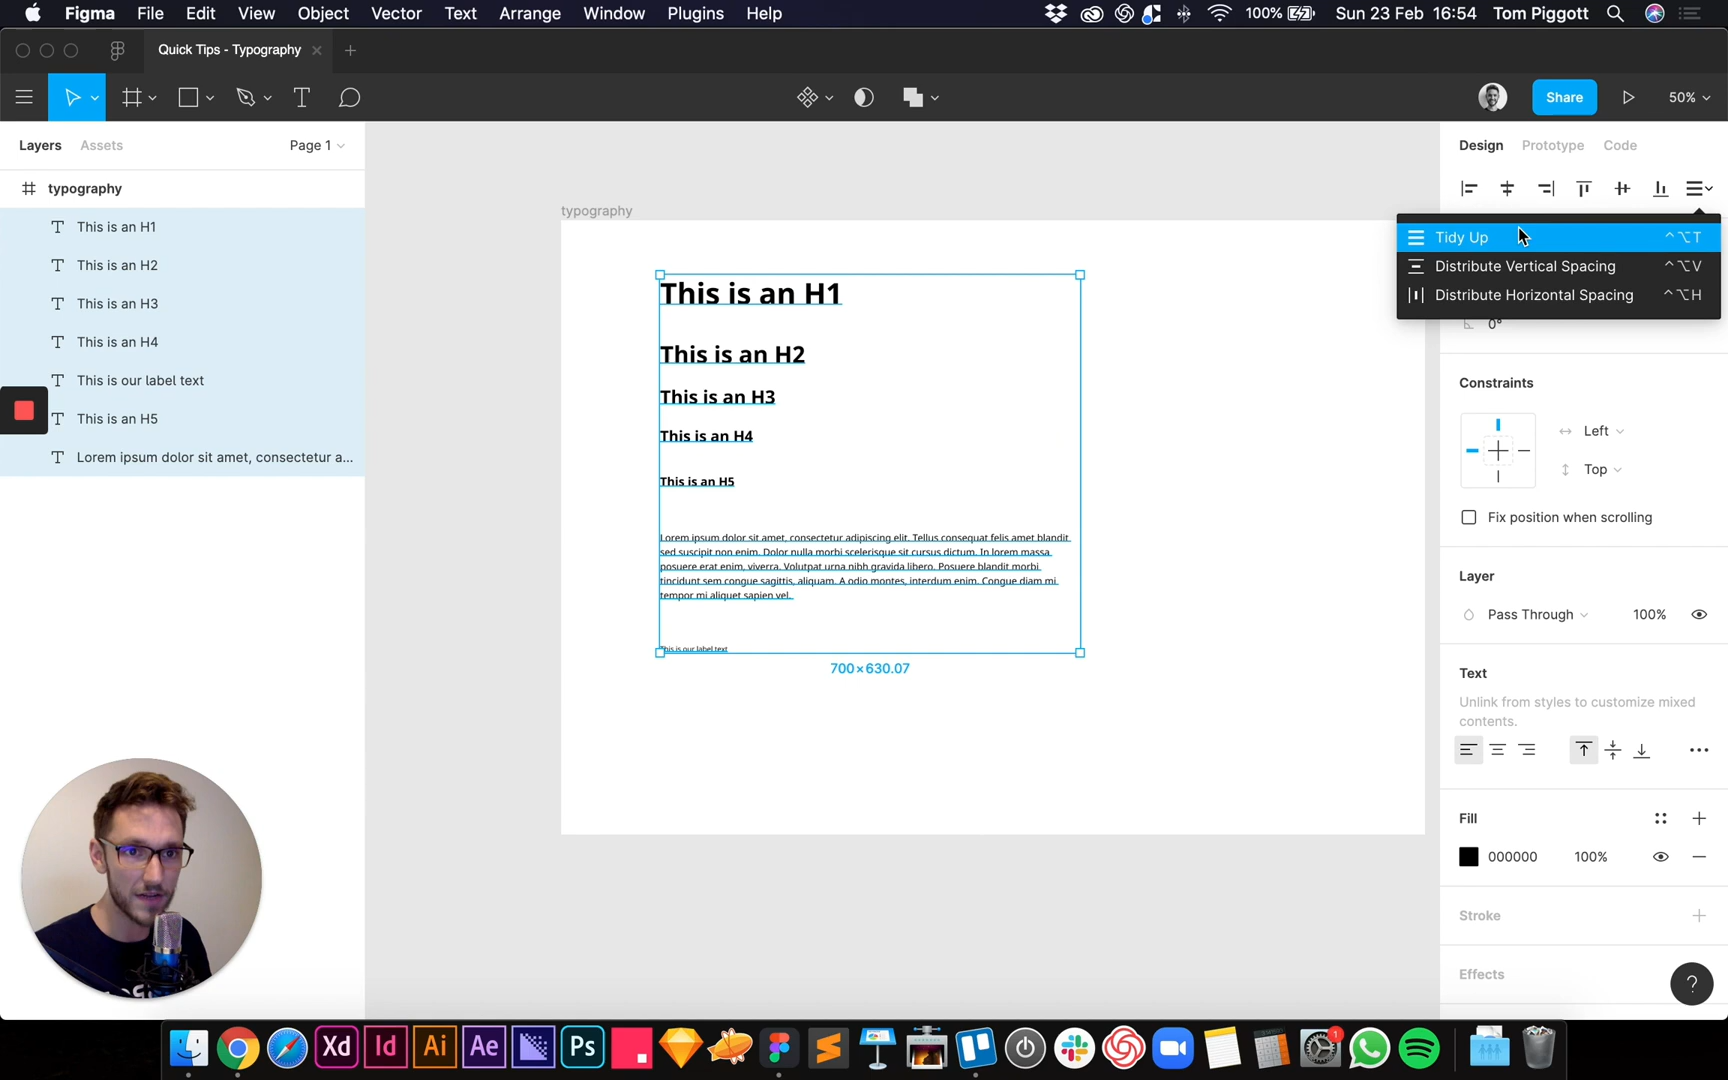 Figma File Edit View Object Vector Text Arrange Window Plugins Help 100% Sun 23 Feb 16:54 Tom Piggott
Quick Tips - Typography
Share 50%
Layers Assets Page 1
Design Prototype Code
typography
This is an H1
This is an H2
This is an H3
This is an H4
This is our label text
This is an H5
Lorem ipsum dolor sit amet, consectetur a...
typography
This is an H1
This is an H2
This is an H3
This is an H4
This is an H5
Lorem ipsum dolor sit amet, consectetur adipiscing elit. Tellus consequat felis amet blandit
sed suscipit non enim. Dolor nulla morbi scelerisque sit cursus dictum. In lorem massa
posuere erat enim, viverra. Volutpat urna nibh gravida libero. Posuere blandit morbi
tincidunt sem congue sagittis, aliquam. A odio montes, interdum enim. Congue diam mi
tempor mi aliquet sapien vel.
This is our label text
700×630.07
Tidy Up ^⌥T
Distribute Vertical Spacing ^⌥V
Distribute Horizontal Spacing ^⌥H
0°
Constraints
Left
Top
Fix position when scrolling
Layer
Pass Through 100%
Text
Unlink from styles to customize mixed
contents.
Fill
000000 100%
Stroke
Effects
?
Xd Id Ai Ae Ps 1